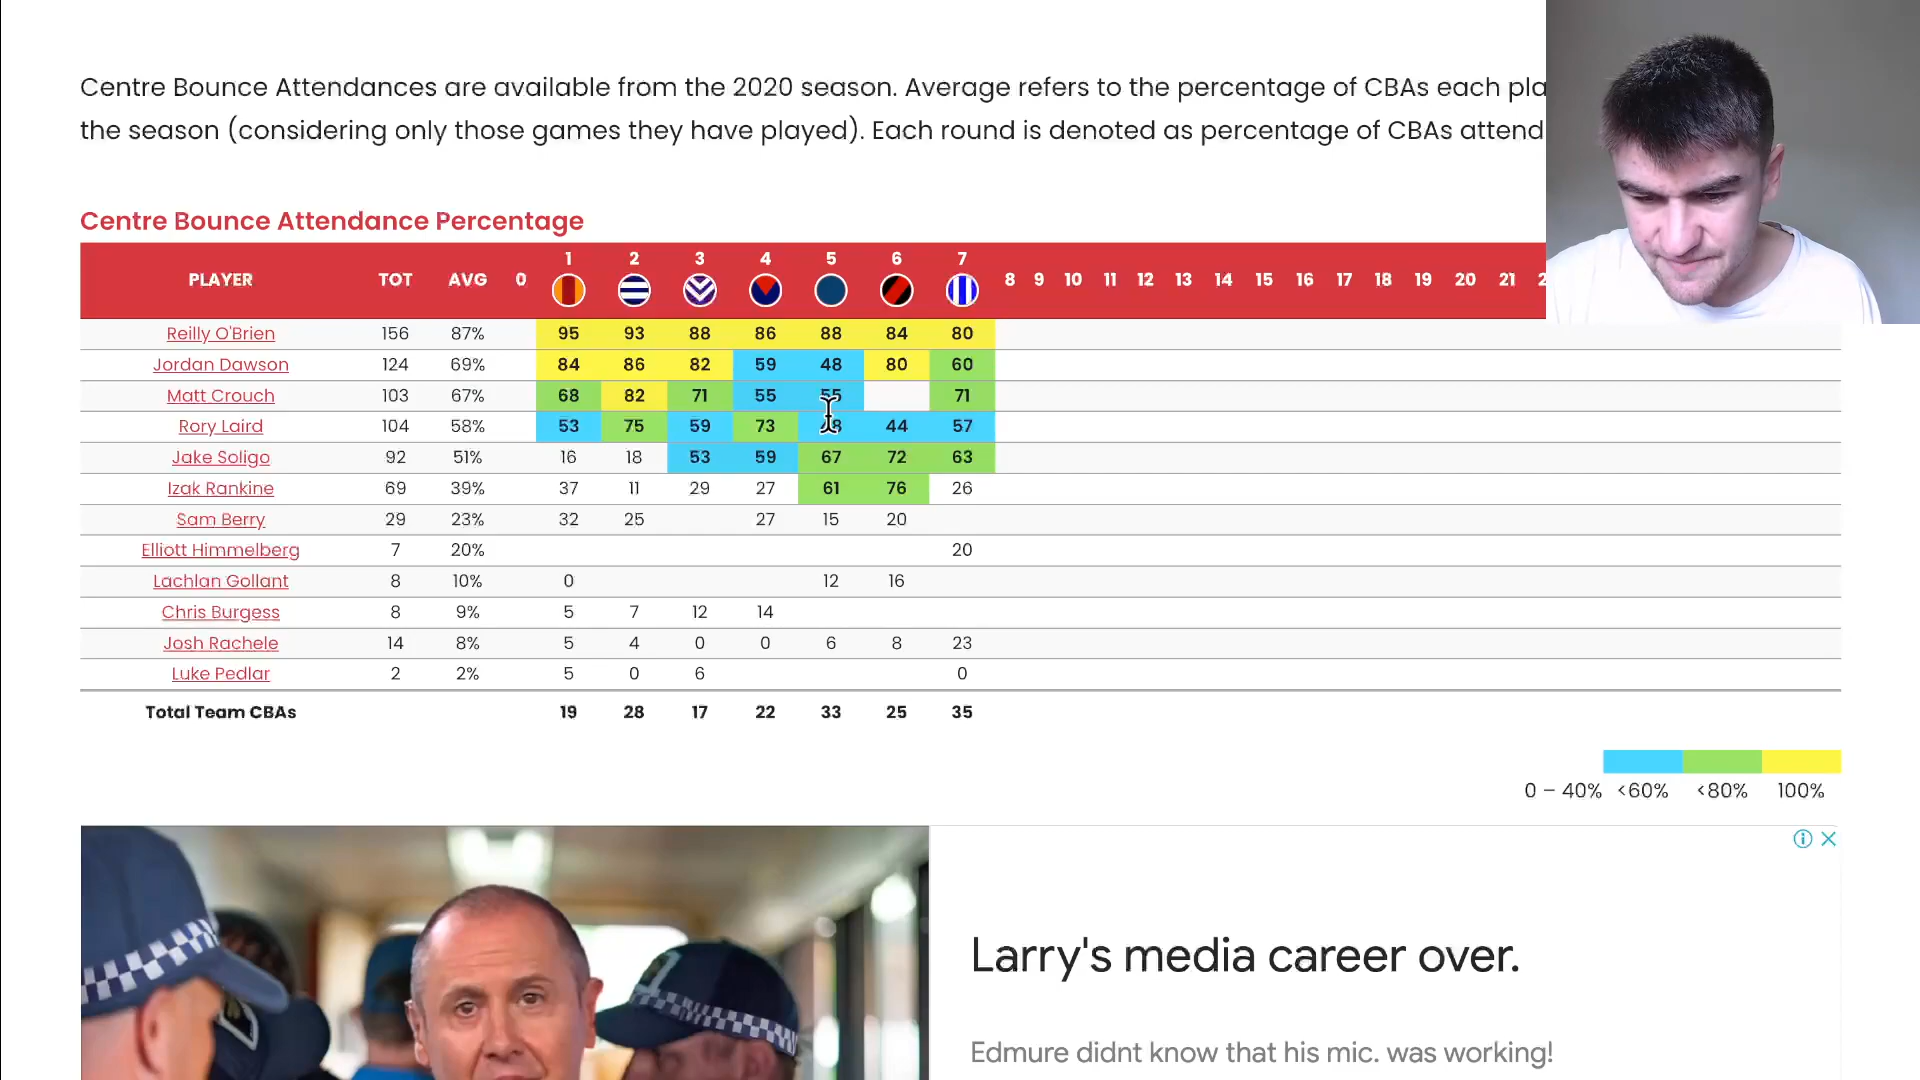 Centre Bounce Attendances are available from the 2020 season. Average refers to the percentage of CBAs each pla
the season (considering only those games they have played). Each round is denoted as percentage of CBAs attend
Centre Bounce Attendance Percentage
PLAYER TOT AVG 0 1 2 3 4 5 6 7 8 9 10 11 12 13 14 15 16 17 18 19 20 21 2
Reilly O'Brien 156 87% 95 93 88 86 88 84 80
Jordan Dawson 124 69% 84 86 82 59 48 80 60
Matt Crouch 103 67% 68 82 71 55 55 71
Rory Laird 104 58% 53 75 59 73 48 44 57
Jake Soligo 92 51% 16 18 53 59 67 72 63
Izak Rankine 69 39% 37 11 29 27 61 76 26
Sam Berry 29 23% 32 25 27 15 20
Elliott Himmelberg 7 20% 20
Lachlan Gollant 8 10% 0 12 16
Chris Burgess 8 9% 5 7 12 14
Josh Rachele 14 8% 5 4 0 0 6 8 23
Luke Pedlar 2 2% 5 0 6 0
Total Team CBAs 19 28 17 22 33 25 35
0 – 40% <60% <80% 100%
Larry's media career over.
Edmure didnt know that his mic. was working!